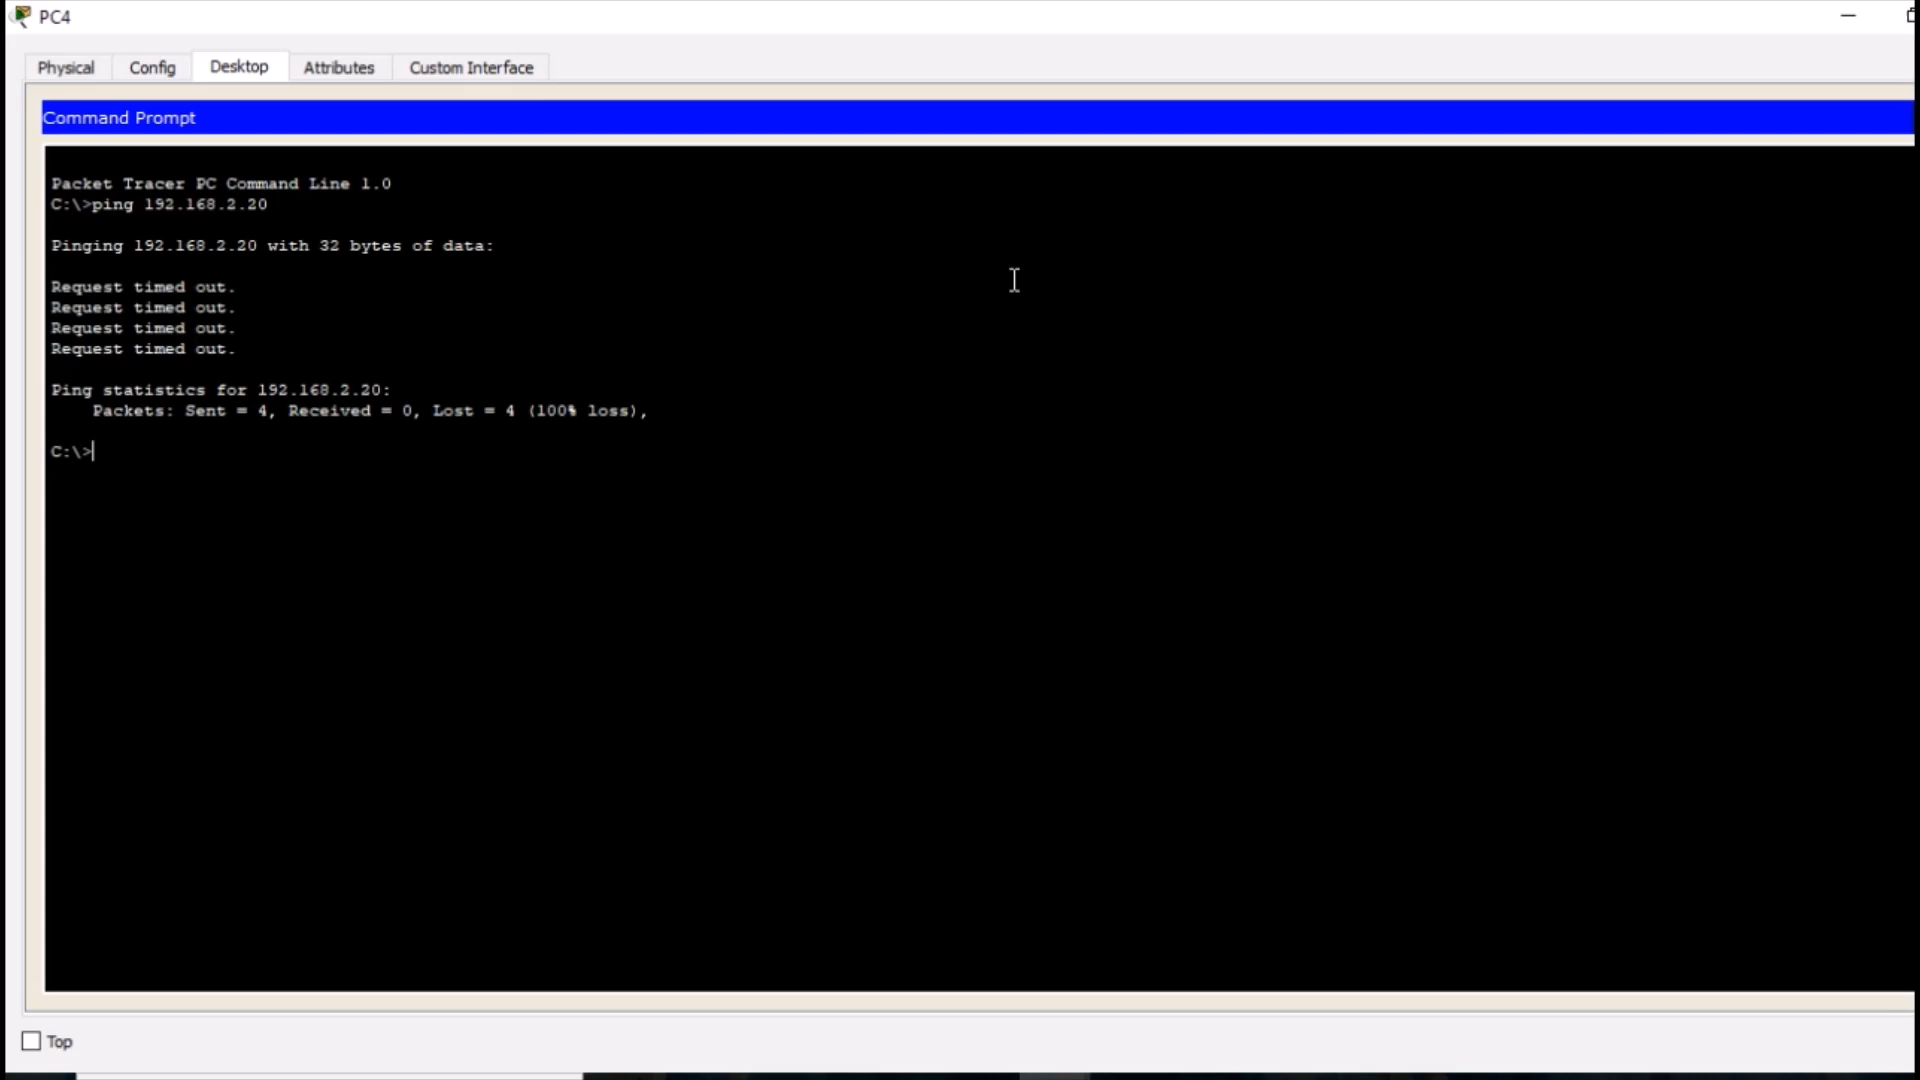 PC4
Physical Config Desktop Attributes Custom Interface
Command Prompt
Packet Tracer PC Command Line 1.0
C:\>ping 192.168.2.20
Pinging 192.168.2.20 with 32 bytes of data:
Request timed out.
Request timed out.
Request timed out.
Request timed out.
Ping statistics for 192.168.2.20:
    Packets: Sent = 4, Received = 0, Lost = 4 (100% loss),
C:\>
Top